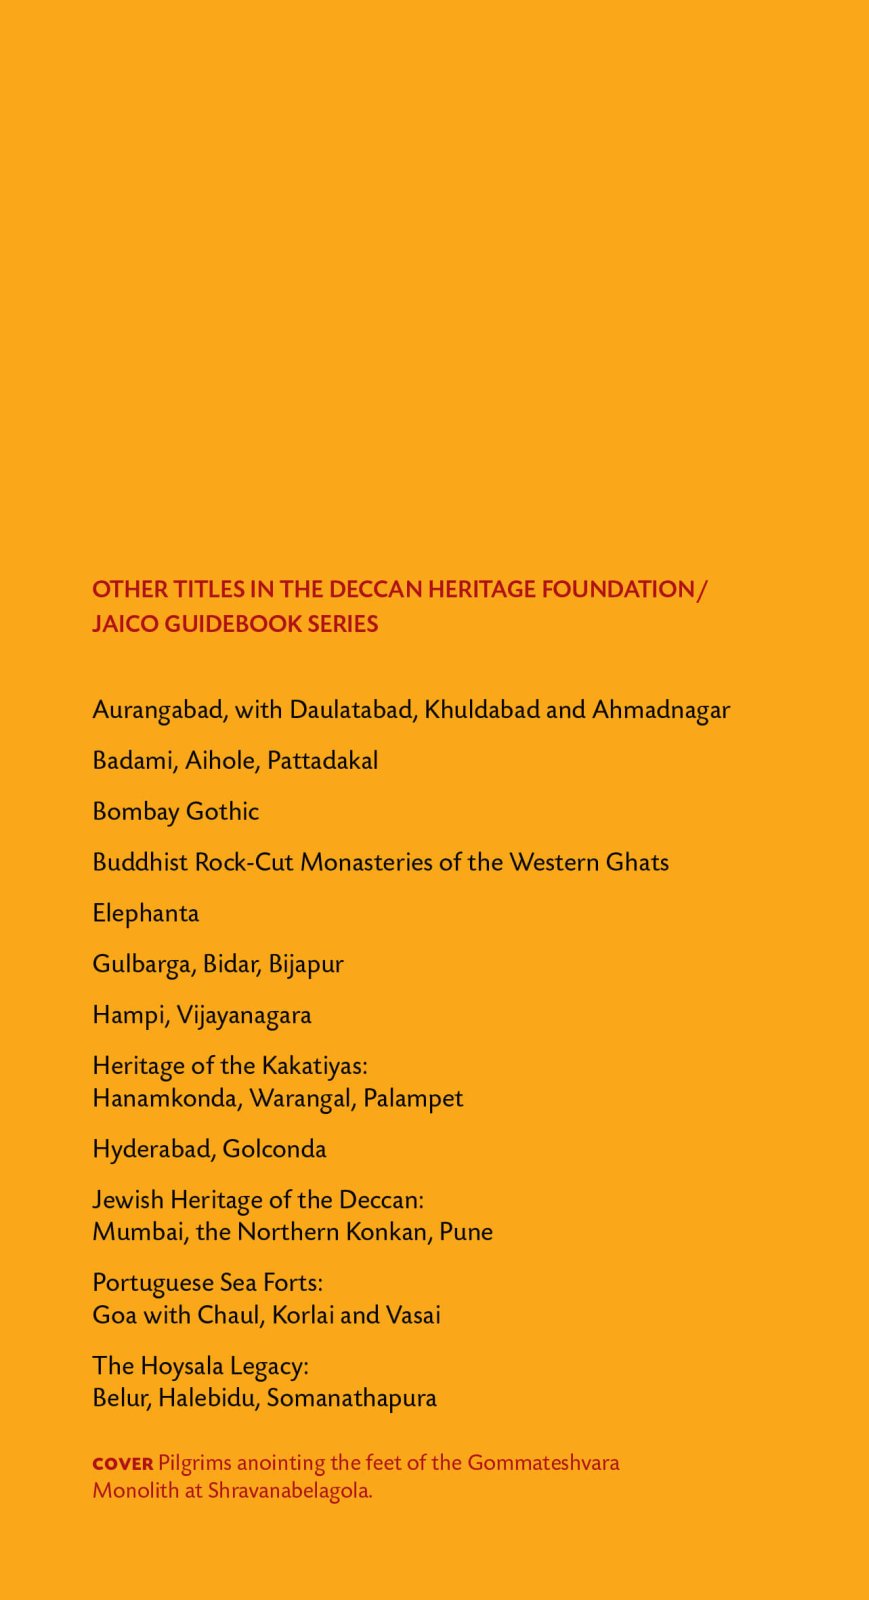 OTHER TITLES IN THE DECCAN HERITAGE FOUNDATION/
JAICO GUIDEBOOK SERIES
Aurangabad, with Daulatabad, Khuldabad and Ahmadnagar
Badami, Aihole, Pattadakal
Bombay Gothic
Buddhist Rock-Cut Monasteries of the Western Ghats
Elephanta
Gulbarga, Bidar, Bijapur
Hampi, Vijayanagara
Heritage of the Kakatiyas:
Hanamkonda, Warangal, Palampet
Hyderabad, Golconda
Jewish Heritage of the Deccan:
Mumbai, the Northern Konkan, Pune
Portuguese Sea Forts:
Goa with Chaul, Korlai and Vasai
The Hoysala Legacy:
Belur, Halebidu, Somanathapura
COVER Pilgrims anointing the feet of the Gommateshvara
Monolith at Shravanabelagola.